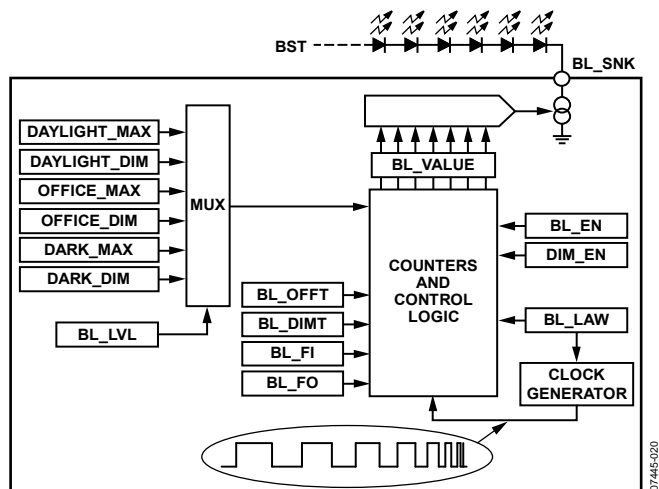 BST
BL_SNK
DAYLIGHT_MAX
DAYLIGHT_DIM
OFFICE_MAX
OFFICE_DIM
DARK_MAX
DARK_DIM
MUX
BL_LVL
BL_VALUE
COUNTERS
AND
CONTROL
LOGIC
BL_OFFT
BL_DIMT
BL_FI
BL_FO
BL_EN
DIM_EN
BL_LAW
CLOCK
GENERATOR
07445-020